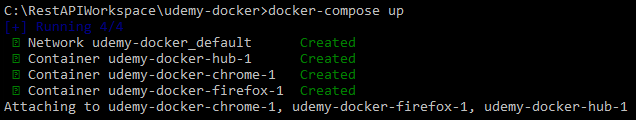 C:\RestAPIWorkspace\udemy-docker>docker-compose up
[+] Running 4/4
Network udemy-docker_default Created
Container udemy-docker-hub-1 Created
Container udemy-docker-chrome-1 Created
Container udemy-docker-firefox-1 Created
Attaching to udemy-docker-chrome-1, udemy-docker-firefox-1, udemy-docker-hub-1